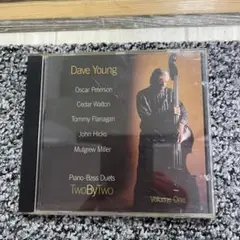 Dave Young
Oscar Peterson
Cedar Walton
Tommy Flanagan
John Hicks
Mulgrew Miller
Piano-Bass Duets
TwoByTwo
Volume One